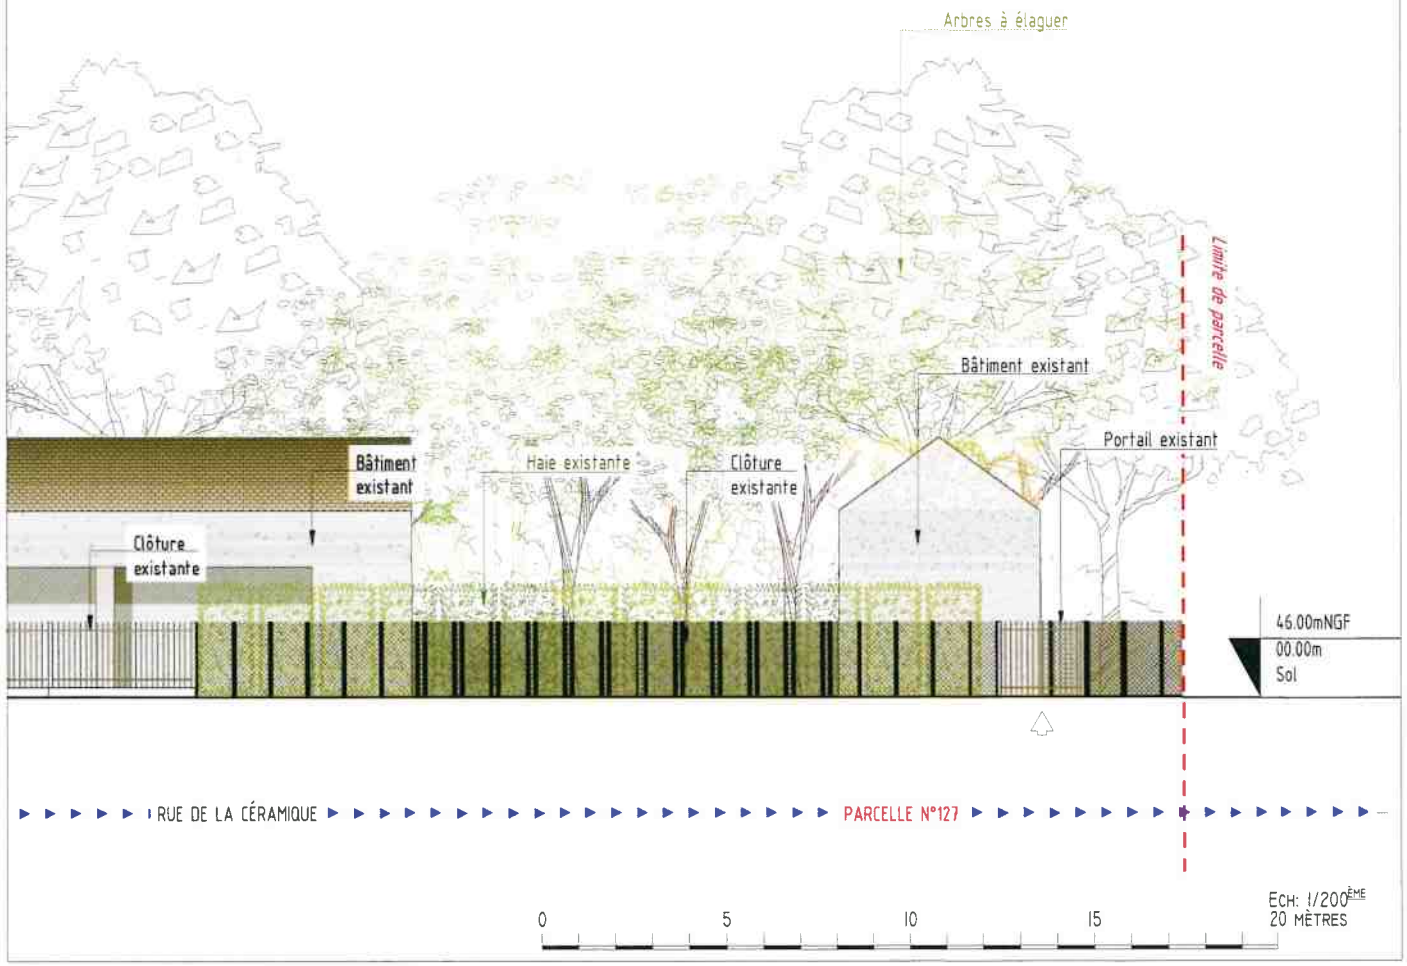 Arbres à élaguer
Limite de parcelle
Bâtiment existant
Portail existant
Bâtiment
existant
Haie existante
Clôture
existante
Clôture
existante
46.00mNGF
00.00m
Sol
RUE DE LA CÉRAMIQUE
PARCELLE N°127
ECH: 1/200ÈME
0 5 10 15 20 MÈTRES